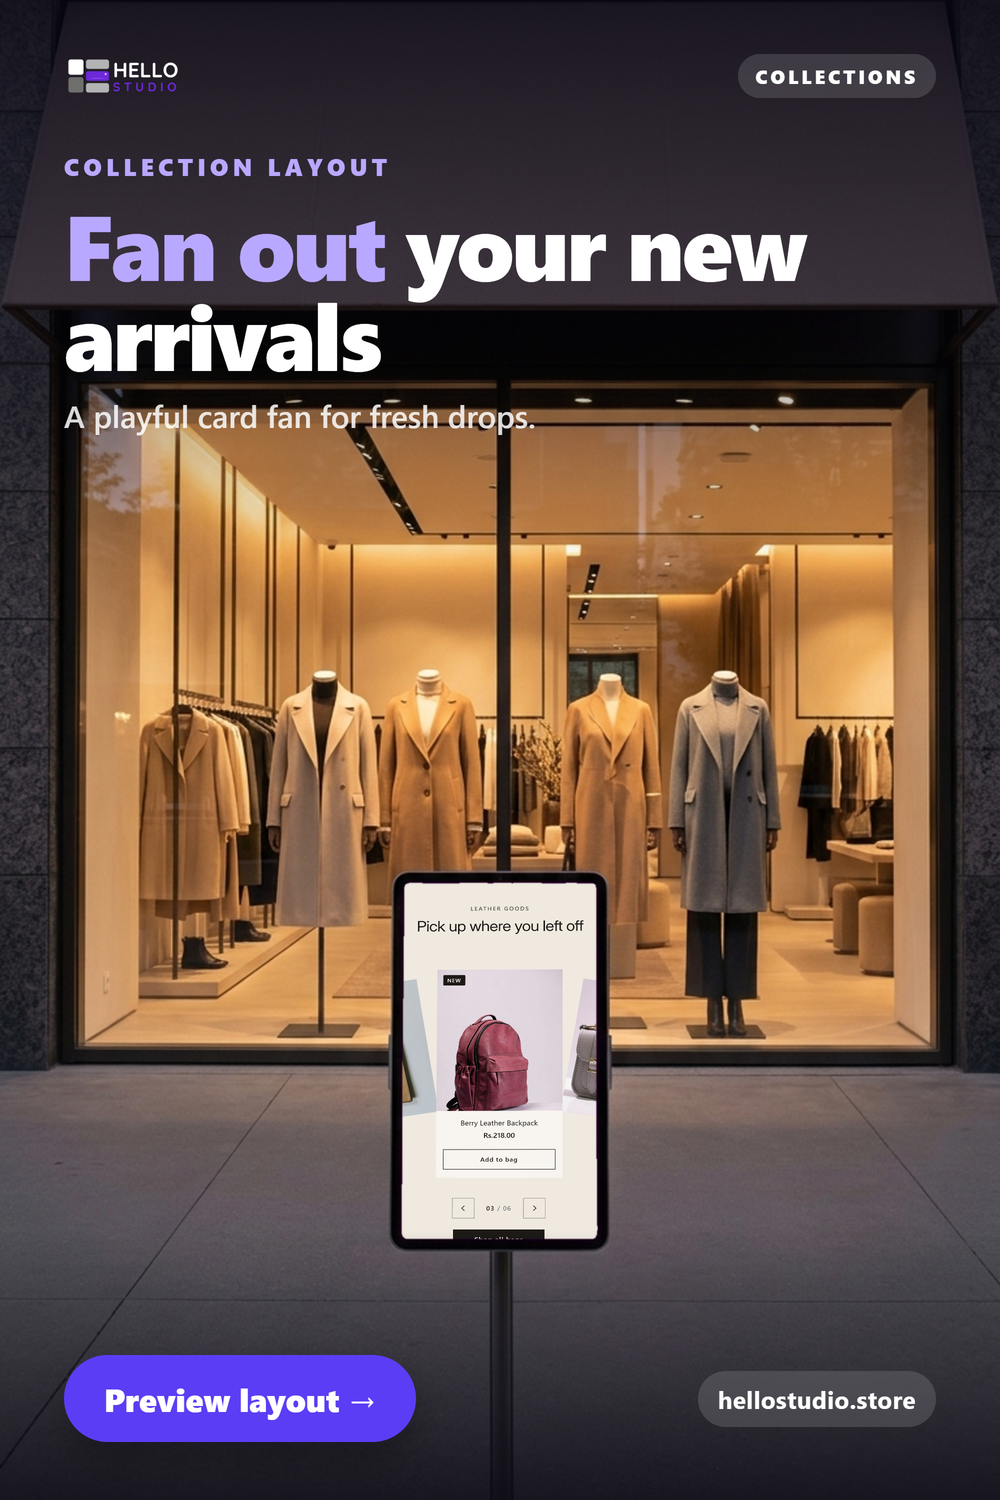 HELLO
STUDIO
COLLECTIONS
COLLECTION LAYOUT
Fan out your new
arrivals
A playful card fan for fresh drops.
LEATHER GOODS
Pick up where you left off
NEW
Berry Leather Backpack
Rs.218.00
Add to bag
03 / 06
Preview layout →
hellostudio.store